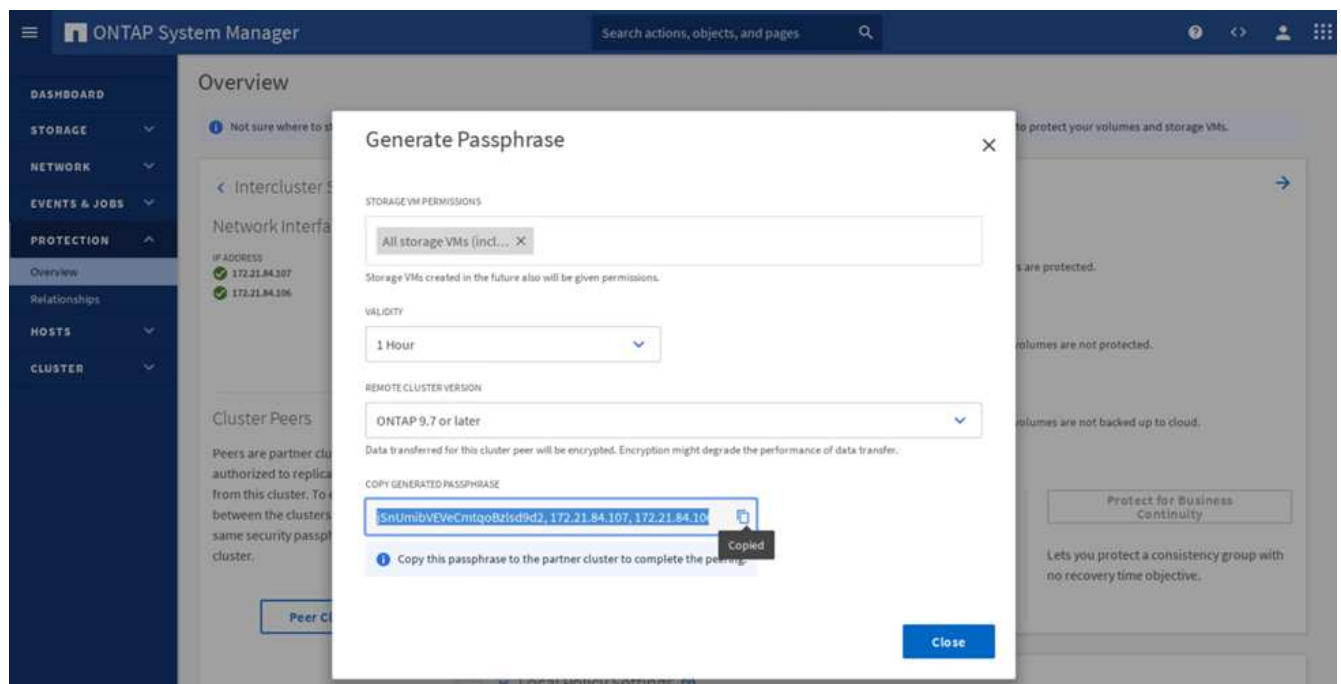 ONTAP System Manager
Search actions, objects, and pages
DASHBOARD
STORAGE
NETWORK
EVENTS & JOBS
PROTECTION
Overview
Relationships
HOSTS
CLUSTER
Overview
Not sure where to
to protect your volumes and storage VMs.
Intercluster
Network Interfa
IP ADDRESS
172.21.84.107
172.21.84.106
s are protected.
volumes are not protected.
volumes are not backed up to cloud.
Cluster Peers
Peers are partner clu
authorized to replica
from this cluster. To
between the clusters
same security passph
cluster.
Peer Cl
Protect for Business
Continuity
Lets you protect a consistency group with
no recovery time objective.
Local Policy Settings
Generate Passphrase
STORAGE VM PERMISSIONS
All storage VMs (incl...
Storage VMs created in the future also will be given permissions.
VALIDITY
1 Hour
REMOTE CLUSTER VERSION
ONTAP 9.7 or later
Data transferred for this cluster peer will be encrypted. Encryption might degrade the performance of data transfer.
COPY GENERATED PASSPHRASE
172.21.84.107, 172.21.84.10
Copied
Copy this passphrase to the partner cluster to complete the peering.
Close